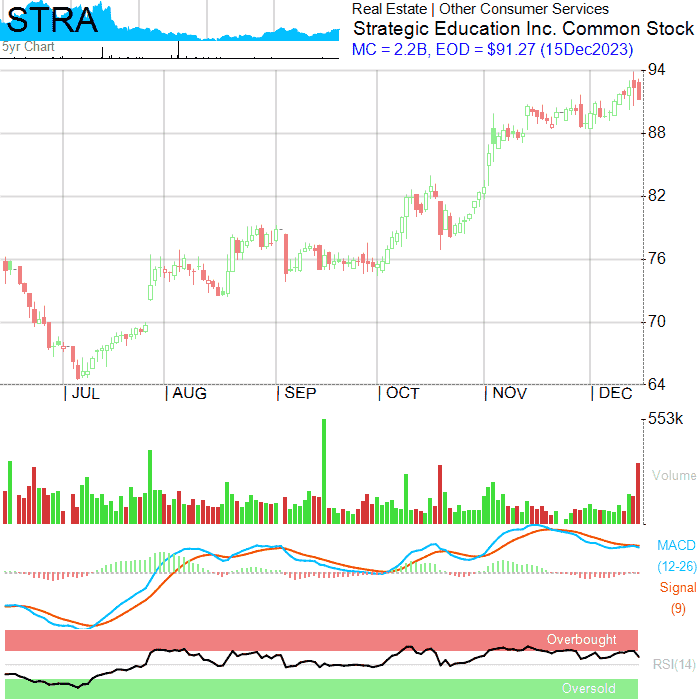 STRA
5yr Chart
Real Estate | Other Consumer Services
Strategic Education Inc. Common Stock
MC = 2.2B, EOD = $91.27 (15Dec2023)
94
88
82
76
70
64
JUL AUG SEP OCT NOV DEC
553k
Volume
MACD
(12-26)
Signal
(9)
Overbought
RSI(14)
Oversold